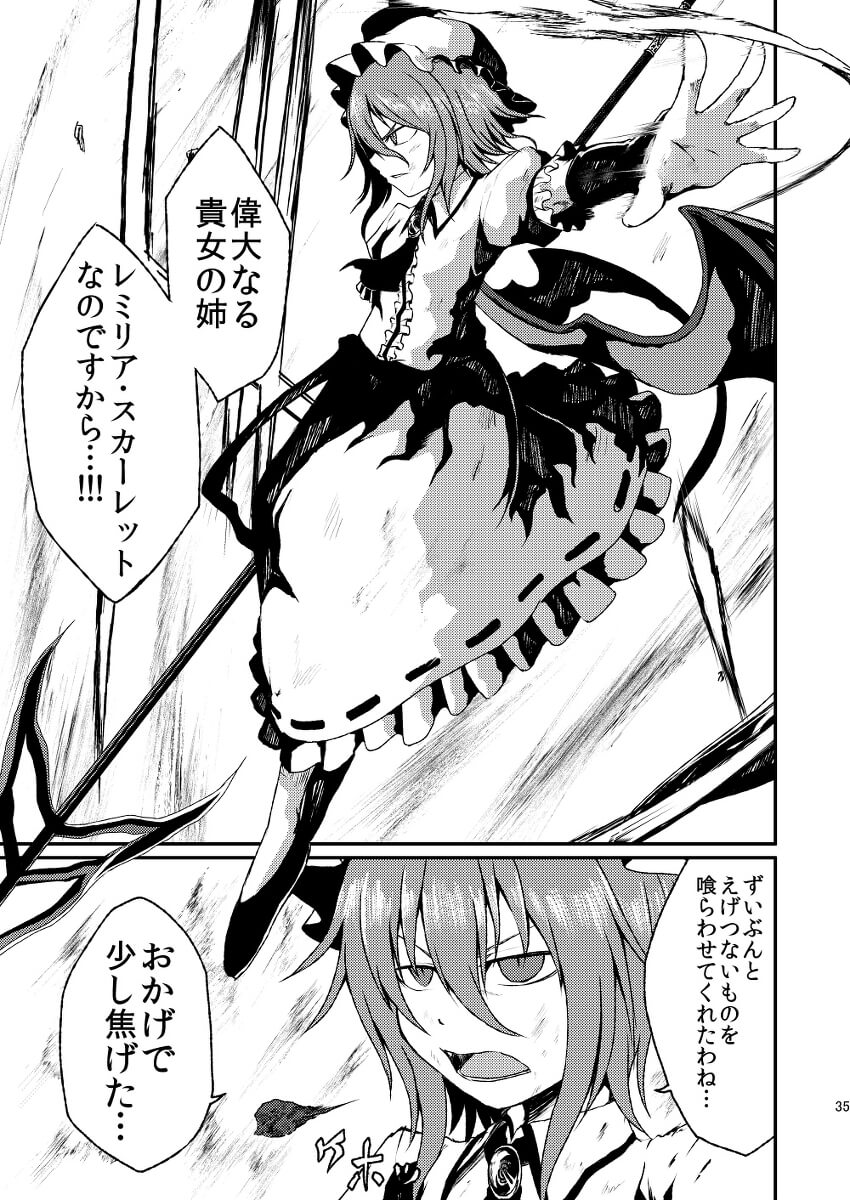 偉大なる
貴女の姉
レミリア・スカーレット
なのですから…!!!
ずいぶんと
えげつないものを
喰らわせてくれたわね…
おかげで
少し焦げた…
ケホッ
35